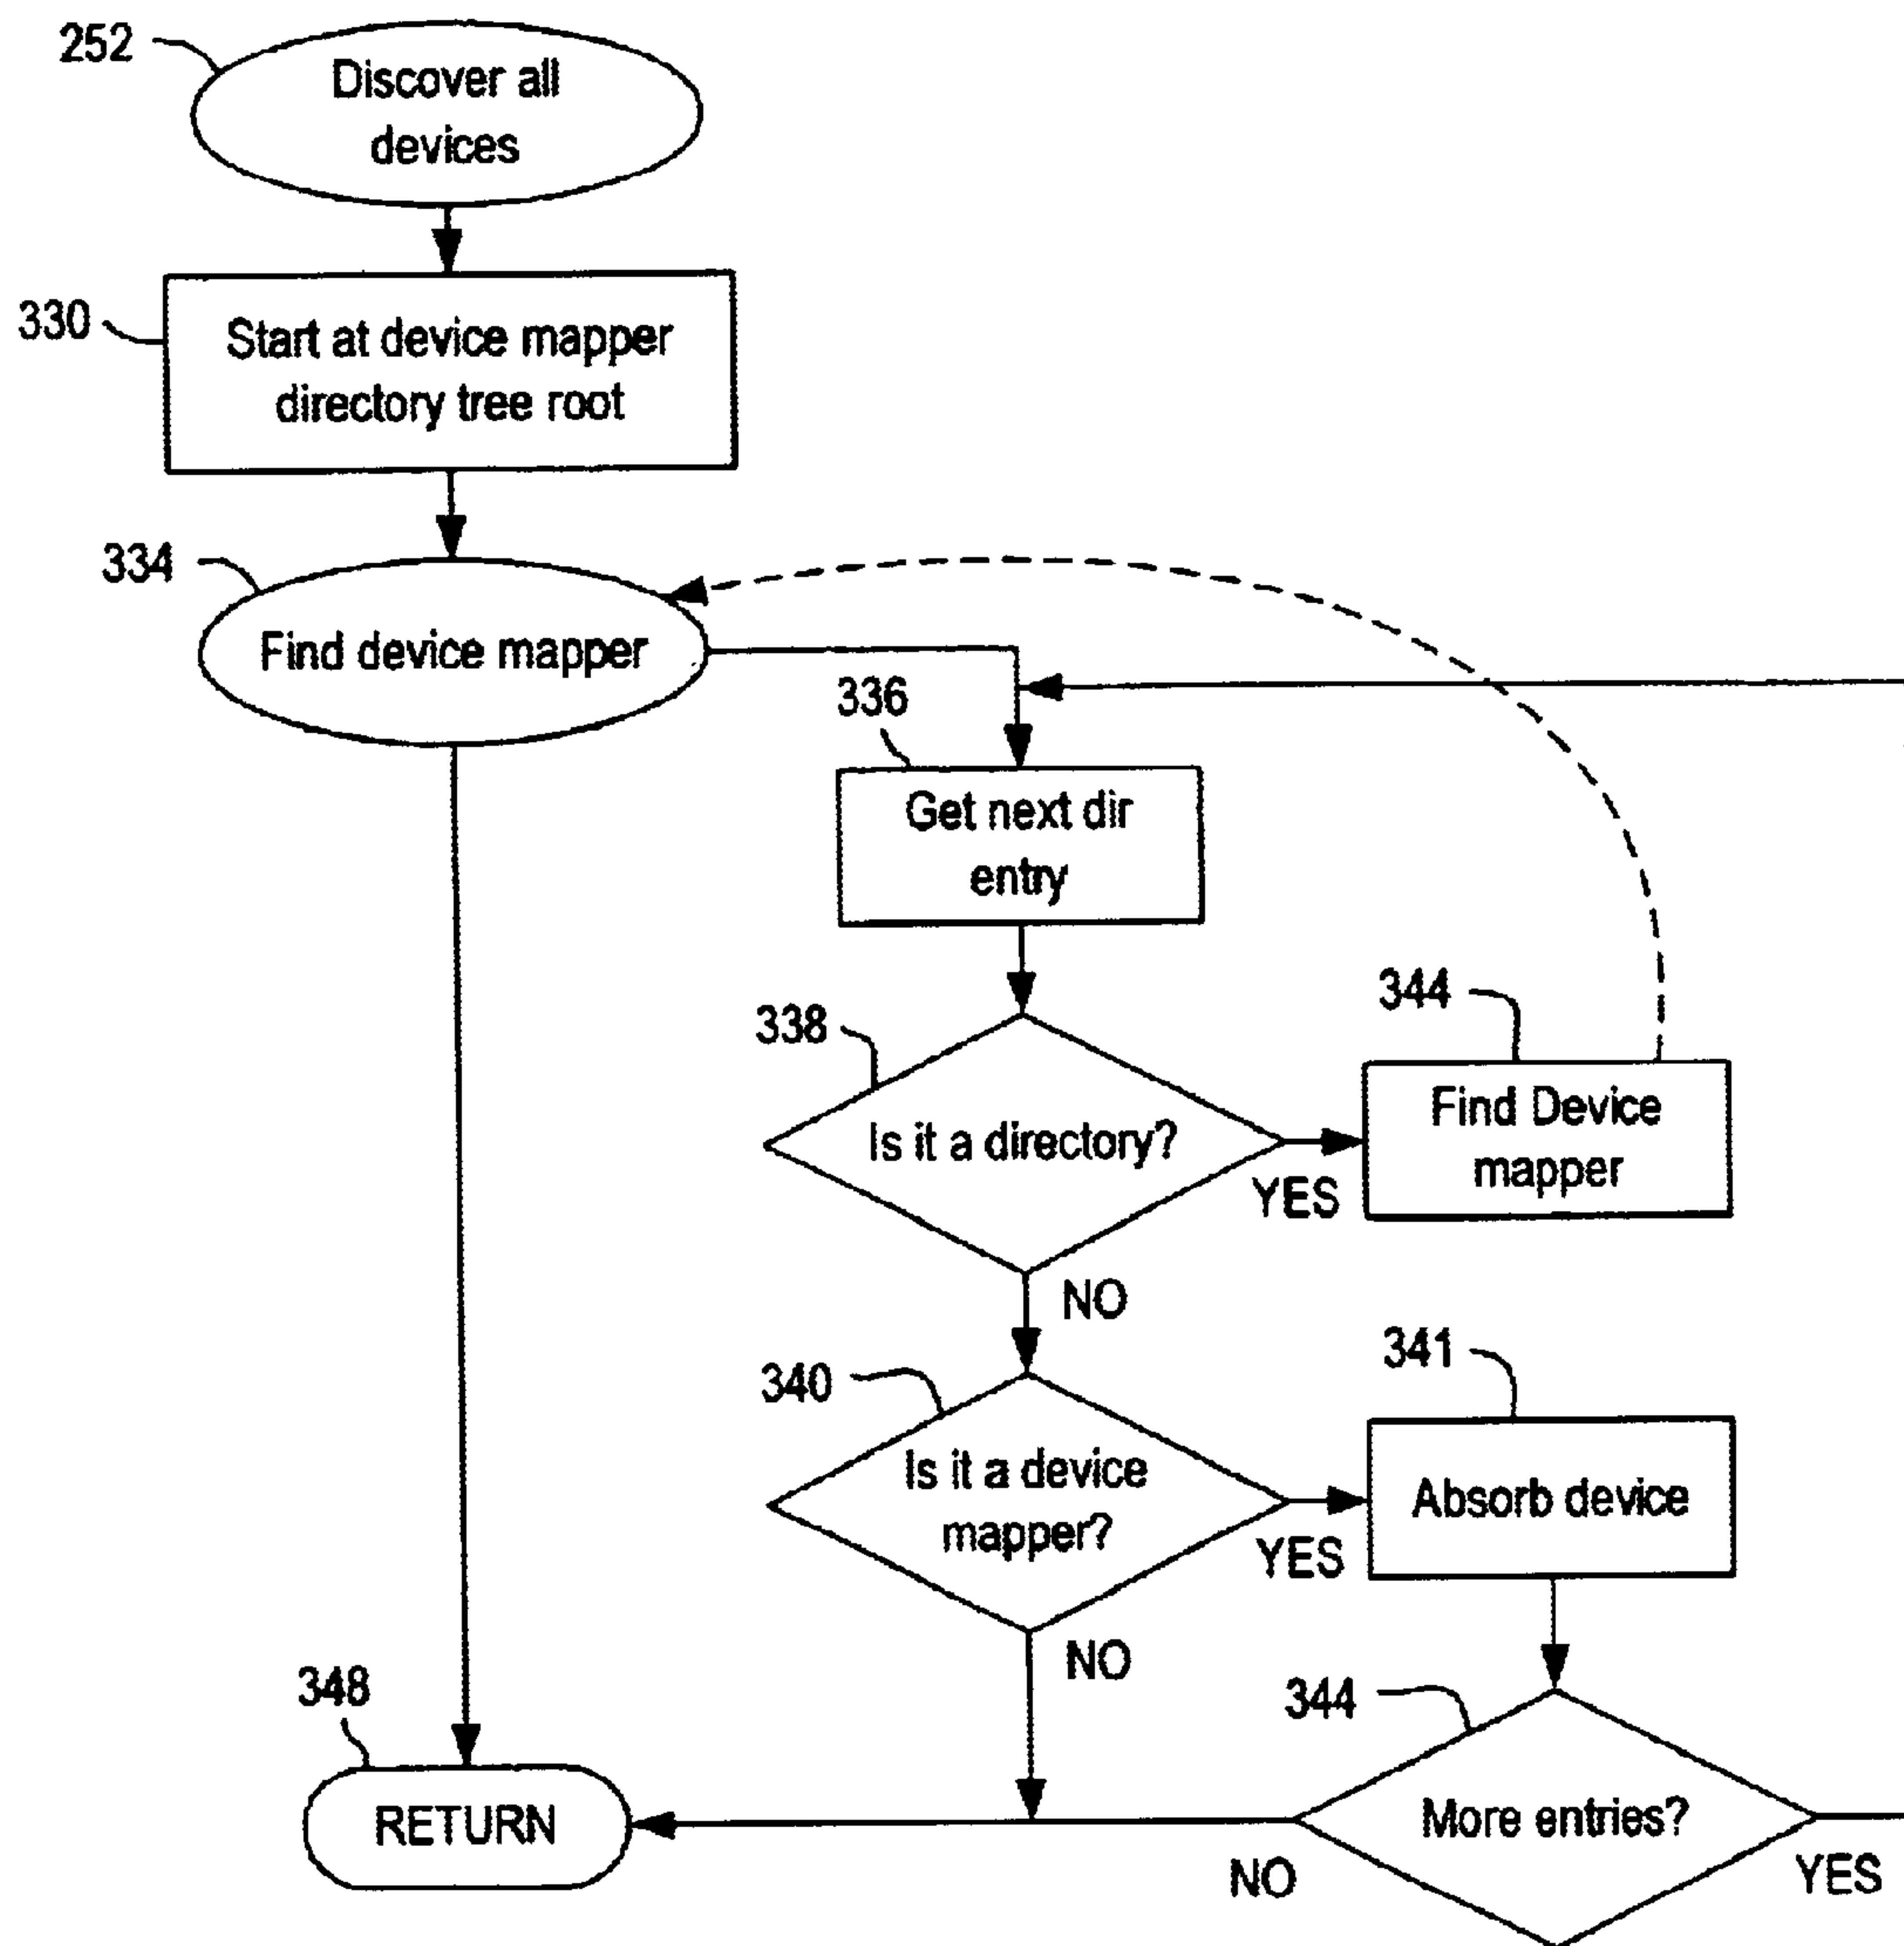 252
Discover all
devices
330
Start at device mapper
directory tree root
334
Find device mapper
336
Get next dir
entry
338
Is it a directory?
YES
344
Find Device
mapper
NO
340
Is it a device
mapper?
YES
341
Absorb device
NO
344
More entries?
NO
YES
348
RETURN